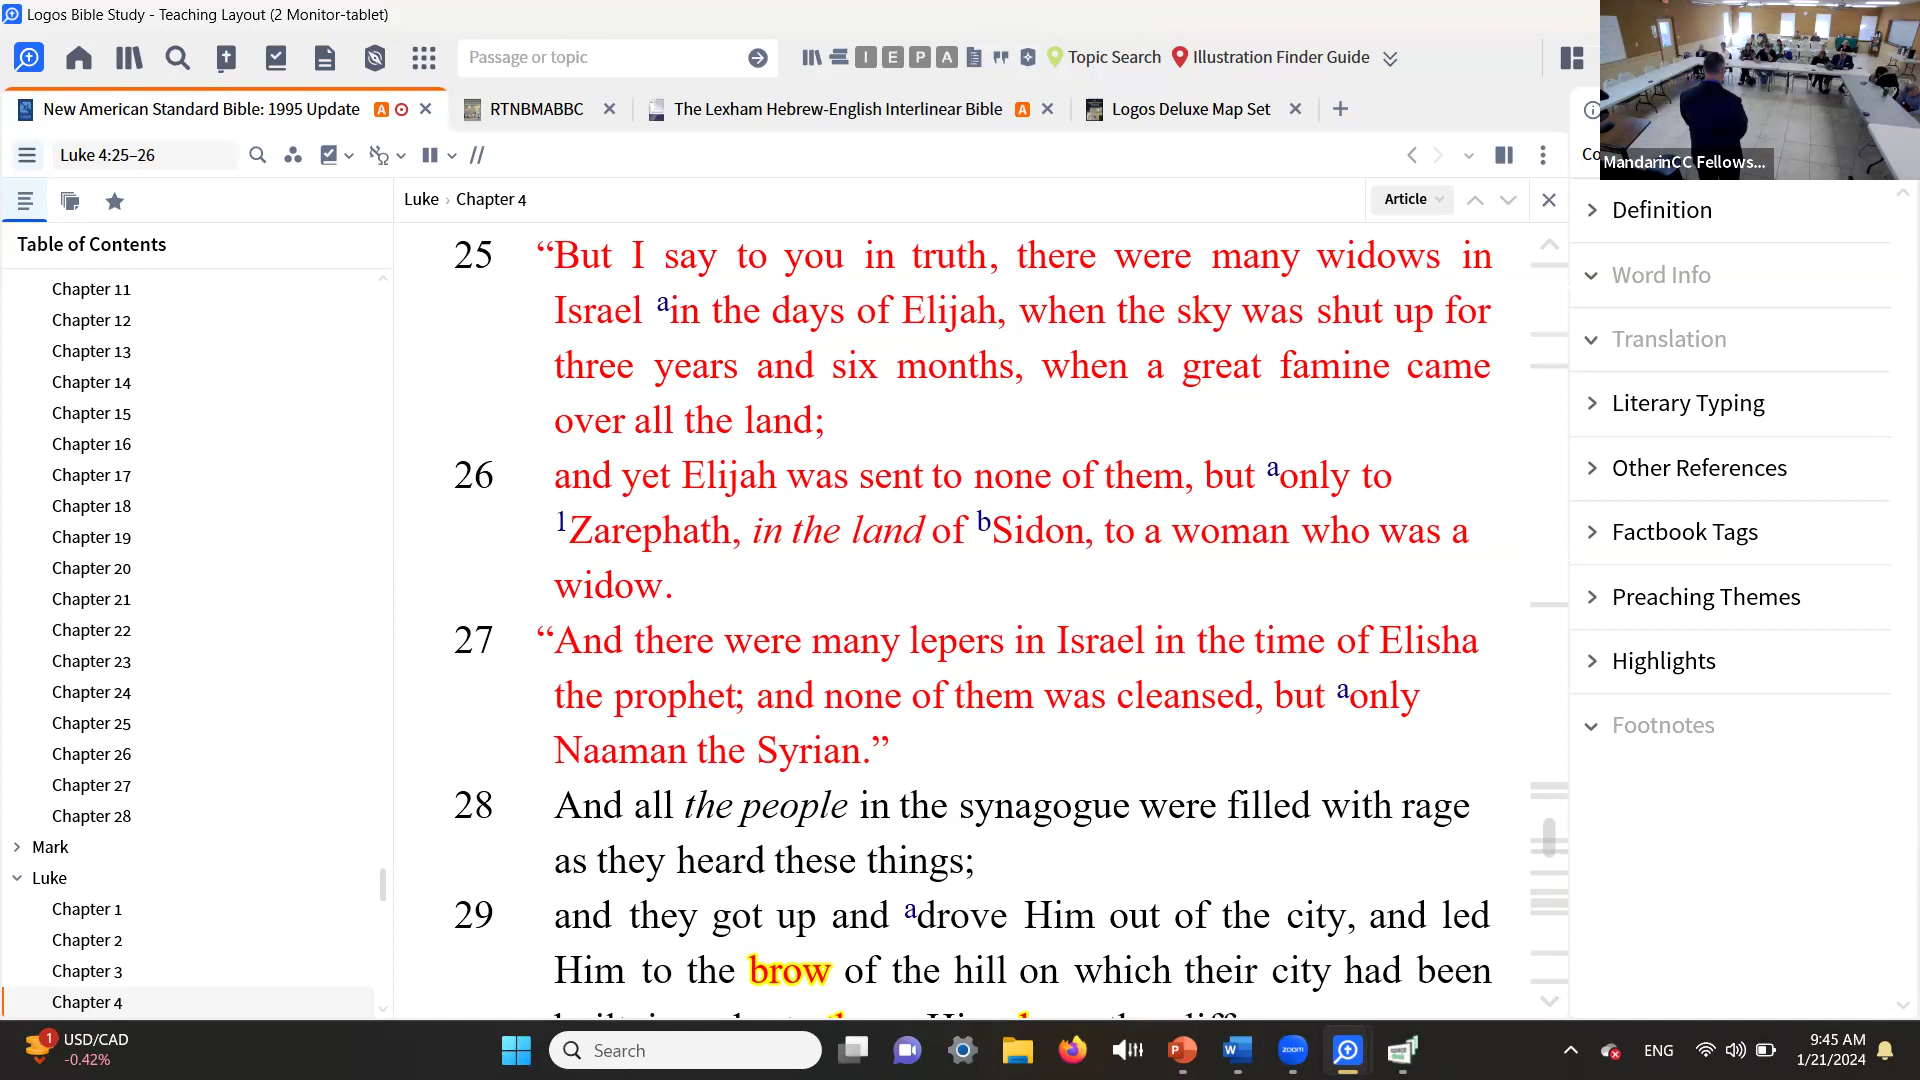 Logos Bible Study - Teaching Layout (2 Monitor-tablet)
Passage or topic
I E P A
Topic Search
Illustration Finder Guide
New American Standard Bible: 1995 Update A
RTNBMABBC
The Lexham Hebrew-English Interlinear Bible A
Logos Deluxe Map Set
Luke 4:25–26
Co
MandarinCC Fellows...
Luke › Chapter 4
Article
Table of Contents
Chapter 11
Chapter 12
Chapter 13
Chapter 14
Chapter 15
Chapter 16
Chapter 17
Chapter 18
Chapter 19
Chapter 20
Chapter 21
Chapter 22
Chapter 23
Chapter 24
Chapter 25
Chapter 26
Chapter 27
Chapter 28
Mark
Luke
Chapter 1
Chapter 2
Chapter 3
Chapter 4
25 “But I say to you in truth, there were many widows in
Israel ain the days of Elijah, when the sky was shut up for
three years and six months, when a great famine came
over all the land;
26 and yet Elijah was sent to none of them, but aonly to
1Zarephath, in the land of bSidon, to a woman who was a
widow.
27 “And there were many lepers in Israel in the time of Elisha
the prophet; and none of them was cleansed, but aonly
Naaman the Syrian.”
28 And all the people in the synagogue were filled with rage
as they heard these things;
29 and they got up and adrove Him out of the city, and led
Him to the brow of the hill on which their city had been
Definition
Word Info
Translation
Literary Typing
Other References
Factbook Tags
Preaching Themes
Highlights
Footnotes
1
USD/CAD
-0.42%
Search
zoom
ENG
9:45 AM
1/21/2024